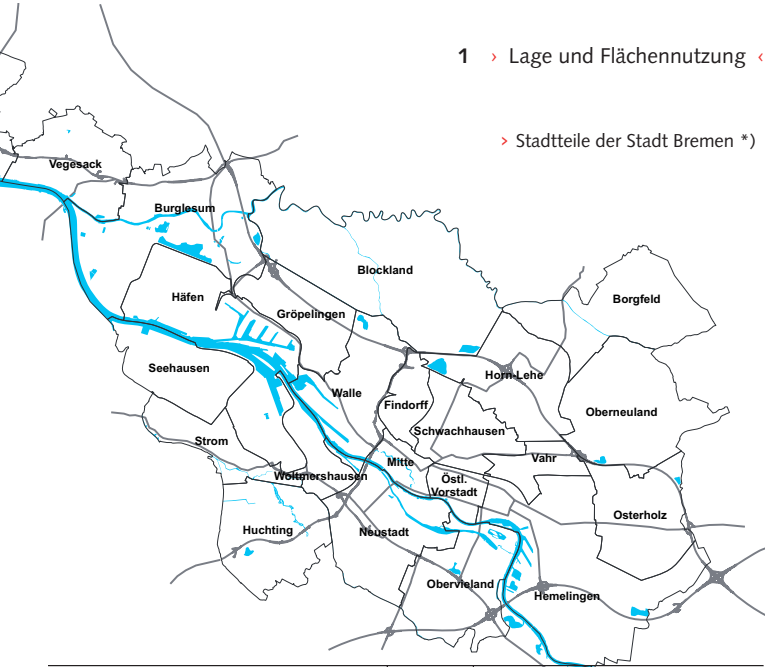 1 › Lage und Flächennutzung ‹
› Stadtteile der Stadt Bremen *)
Vegesack
Burglesum
Blockland
Borgfeld
Häfen
Gröpelingen
Seehausen
Horn-Lehe
Walle
Findorff
Oberneuland
Schwachhausen
Strom
Vahr
Mitte
Woltmershausen
Östl.
Vorstadt
Osterholz
Huchting
Neustadt
Obervieland
Hemelingen